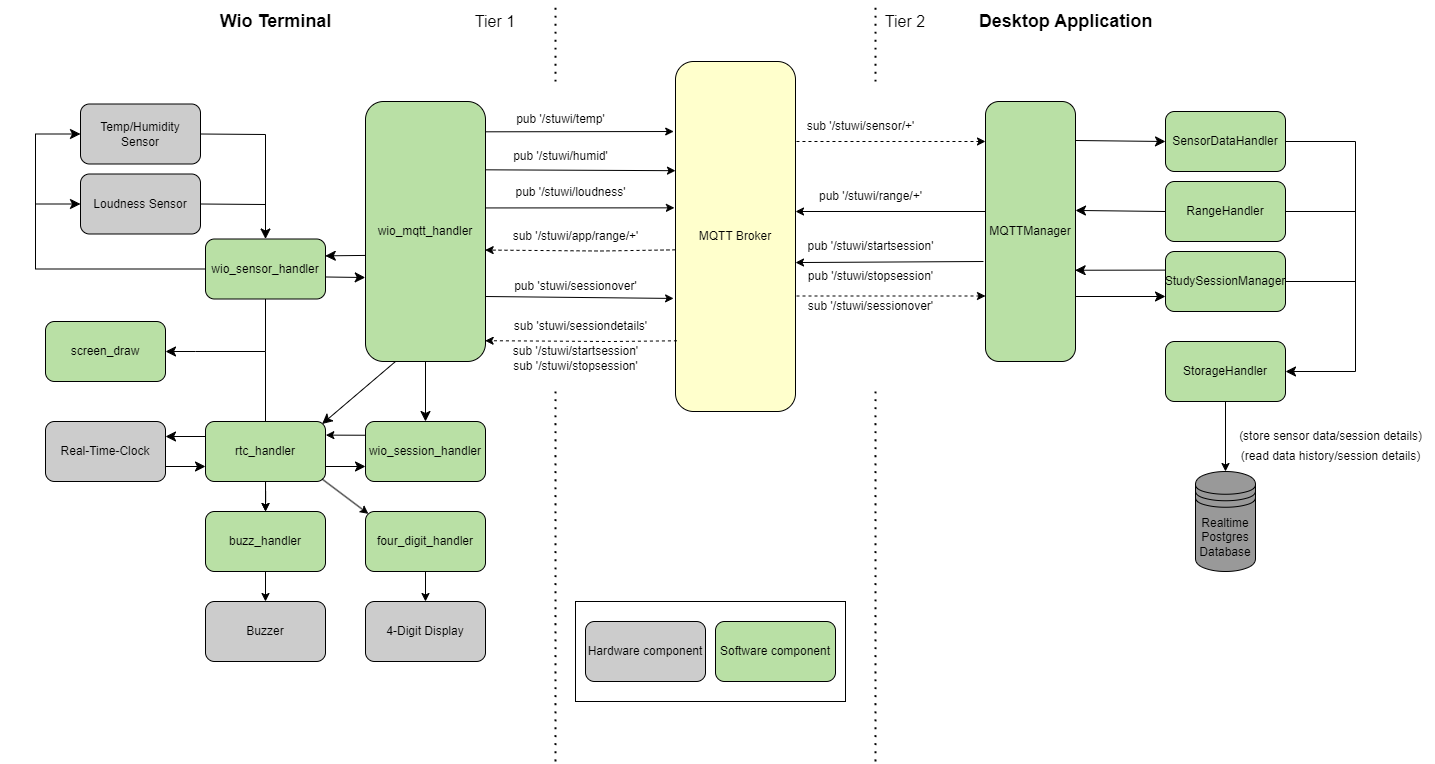 Wio Terminal
Tier 1
Tier 2
Desktop Application
Temp/Humidity
Sensor
Loudness Sensor
wio_sensor_handler
screen_draw
Real-Time-Clock
rtc_handler
wio_session_handler
buzz_handler
four_digit_handler
Buzzer
4-Digit Display
wio_mqtt_handler
pub '/stuwi/temp'
pub '/stuwi/humid'
pub '/stuwi/loudness'
sub '/stuwi/app/range/+'
pub 'stuwi/sessionover'
sub 'stuwi/sessiondetails'
sub '/stuwi/startsession'
sub '/stuwi/stopsession'
MQTT Broker
sub '/stuwi/sensor/+'
pub '/stuwi/range/+'
pub '/stuwi/startsession'
pub '/stuwi/stopsession'
sub '/stuwi/sessionover'
MQTTManager
SensorDataHandler
RangeHandler
StudySessionManager
StorageHandler
(store sensor data/session details)
(read data history/session details)
Realtime
Postgres
Database
Hardware component
Software component